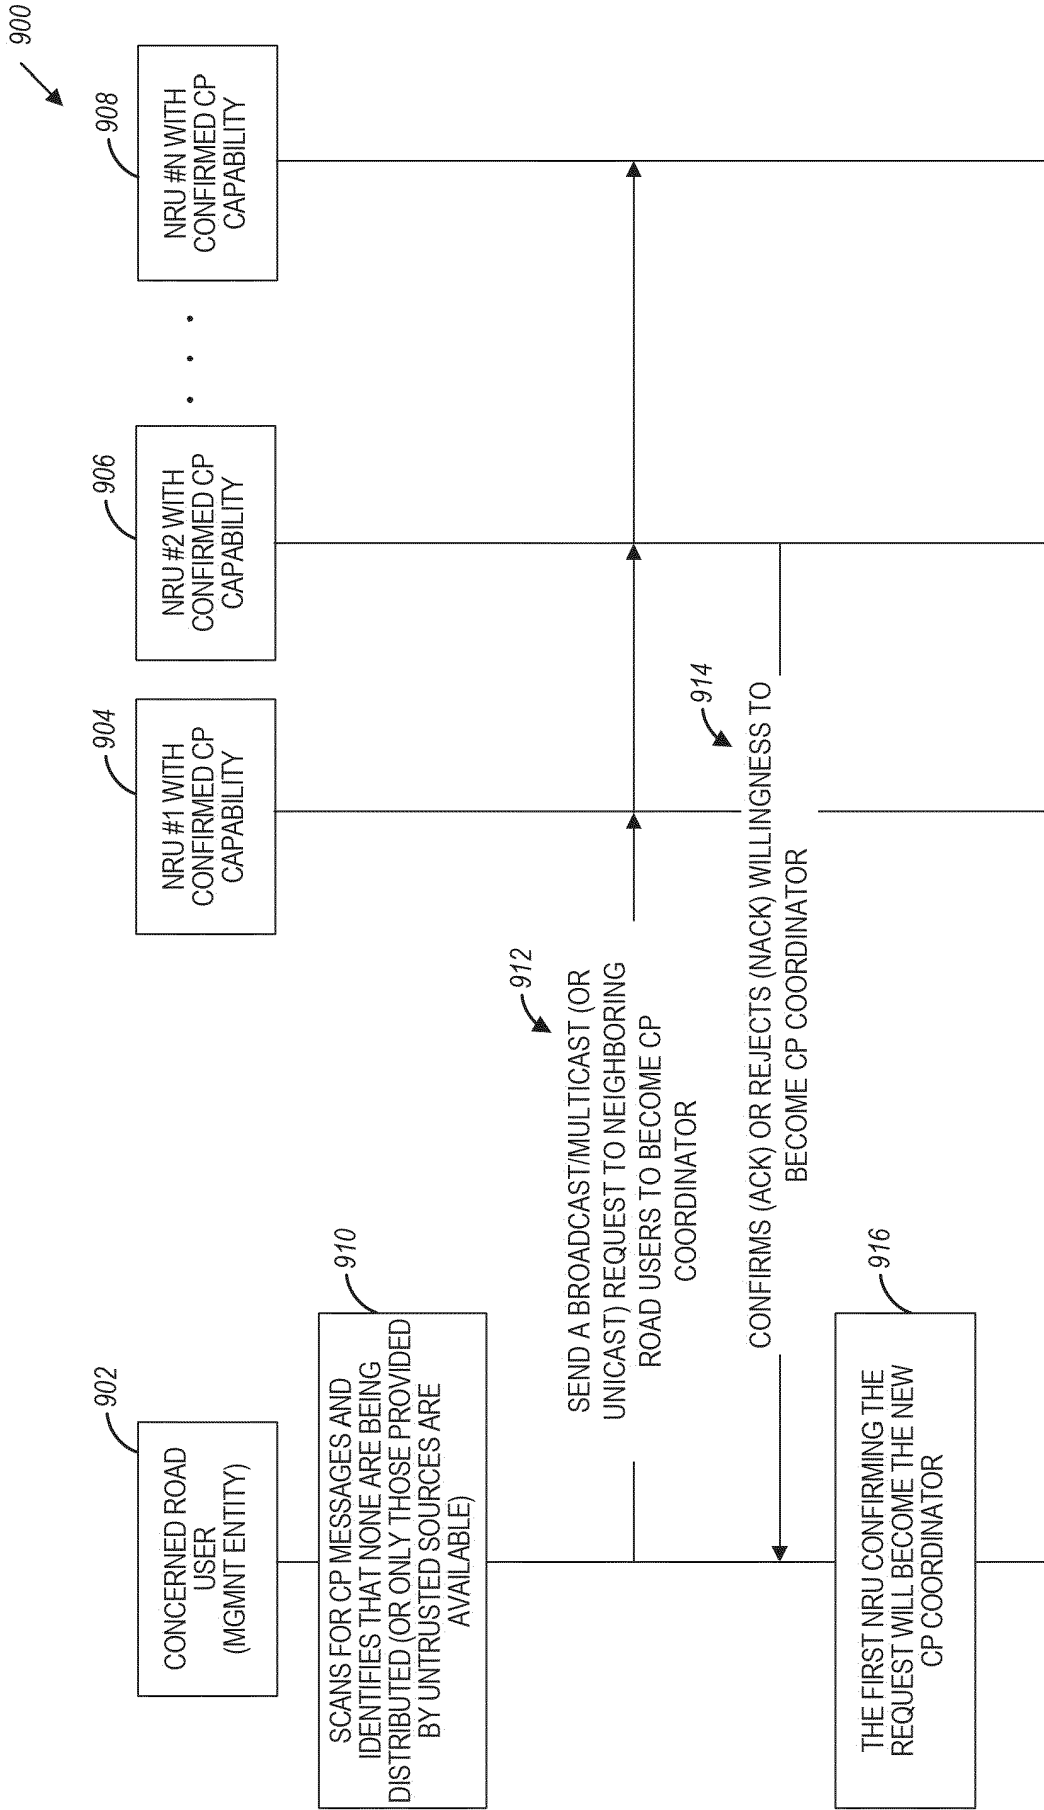 900
902
CONCERNED ROAD
USER
(MGMNT ENTITY)
904
NRU #1 WITH
CONFIRMED CP
CAPABILITY
906
NRU #2 WITH
CONFIRMED CP
CAPABILITY
. . .
908
NRU #N WITH
CONFIRMED CP
CAPABILITY
910
SCANS FOR CP MESSAGES AND
IDENTIFIES THAT NONE ARE BEING
DISTRIBUTED (OR ONLY THOSE PROVIDED
BY UNTRUSTED SOURCES ARE
AVAILABLE)
912
SEND A BROADCAST/MULTICAST (OR
UNICAST) REQUEST TO NEIGHBORING
ROAD USERS TO BECOME CP
COORDINATOR
914
CONFIRMS (ACK) OR REJECTS (NACK) WILLINGNESS TO
BECOME CP COORDINATOR
916
THE FIRST NRU CONFIRMING THE
REQUEST WILL BECOME THE NEW
CP COORDINATOR